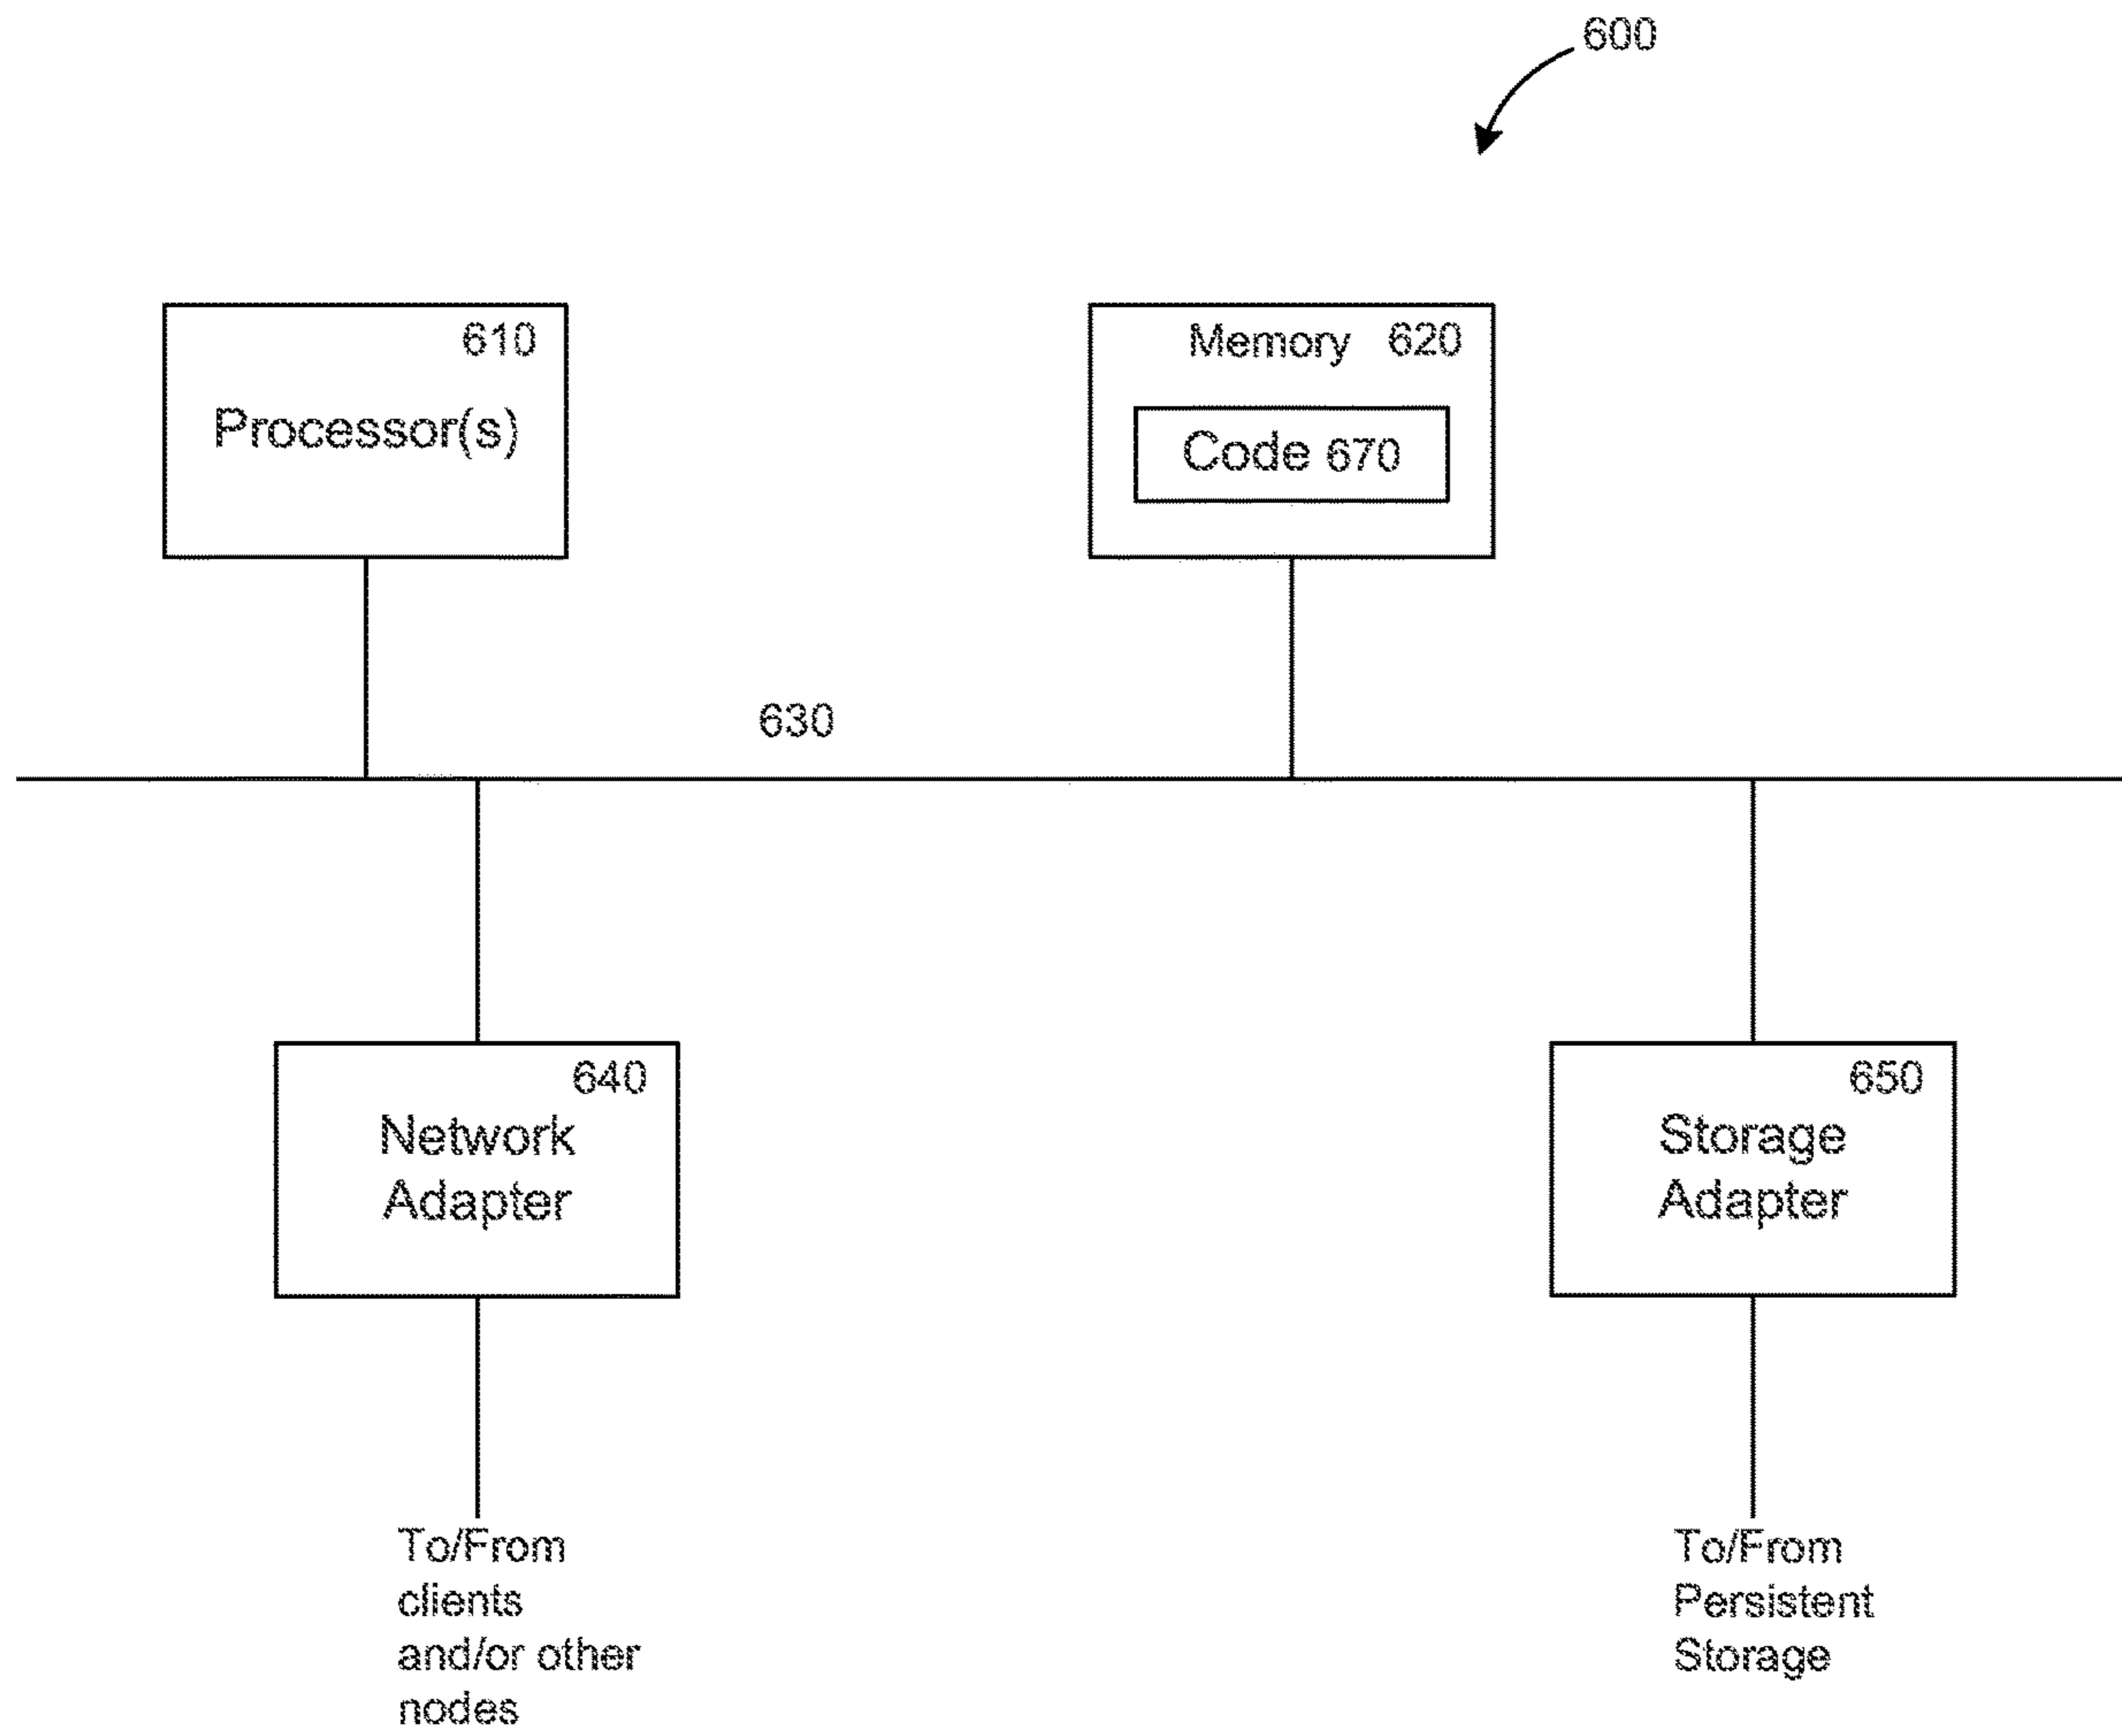 600
610
Processor(s)
Memory 620
Code 670
630
640
Network
Adapter
650
Storage
Adapter
To/From
clients
and/or other
nodes
To/From
Persistent
Storage